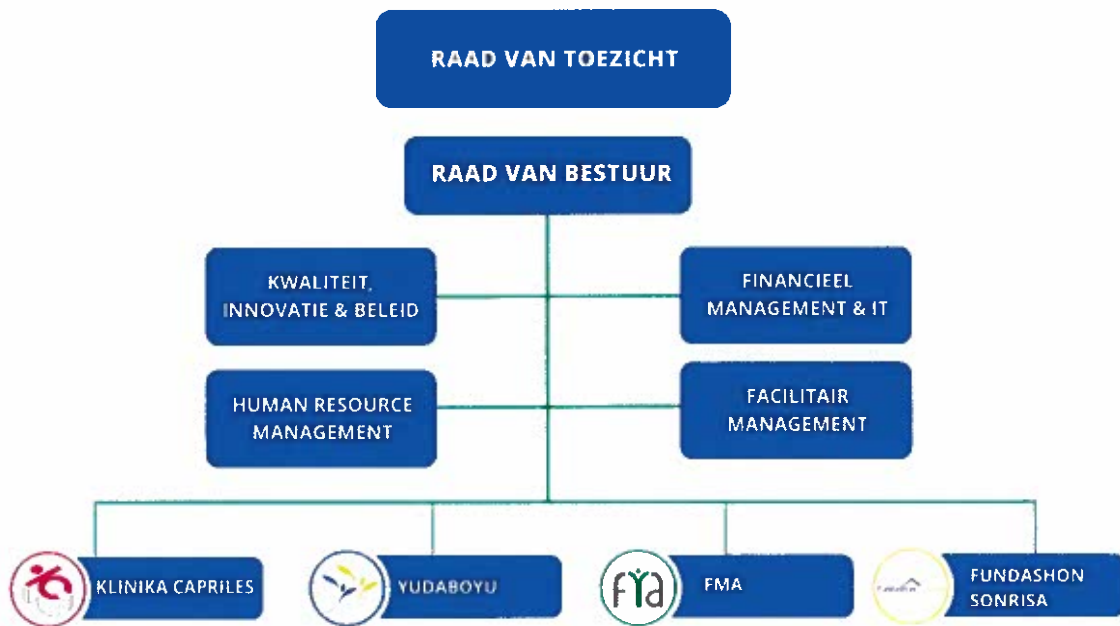 RAAD VAN TOEZICHT
RAAD VAN BESTUUR
KWALITEIT,
INNOVATIE & BELEID
FINANCIEEL
MANAGEMENT & IT
HUMAN RESOURCE
MANAGEMENT
FACILITAIR
MANAGEMENT
KLINIKA CAPRILES
YUDABOYU
fya
FMA
FUNDASHON
SONRISA